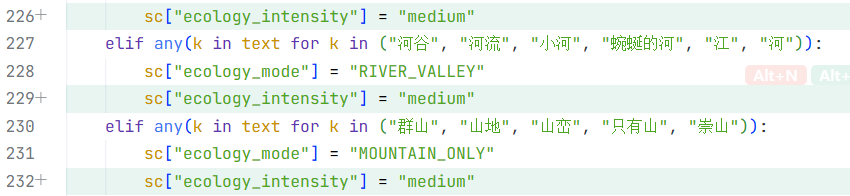 226+ sc["ecology_intensity"] = "medium"
227 elif any(k in text for k in ("河谷", "河流", "小河", "蜿蜒的河", "江", "河")):
228 sc["ecology_mode"] = "RIVER_VALLEY"
Alt+N Alt+
229+ sc["ecology_intensity"] = "medium"
230 elif any(k in text for k in ("群山", "山地", "山峦", "只有山", "崇山")):
231 sc["ecology_mode"] = "MOUNTAIN_ONLY"
232+ sc["ecology_intensity"] = "medium"